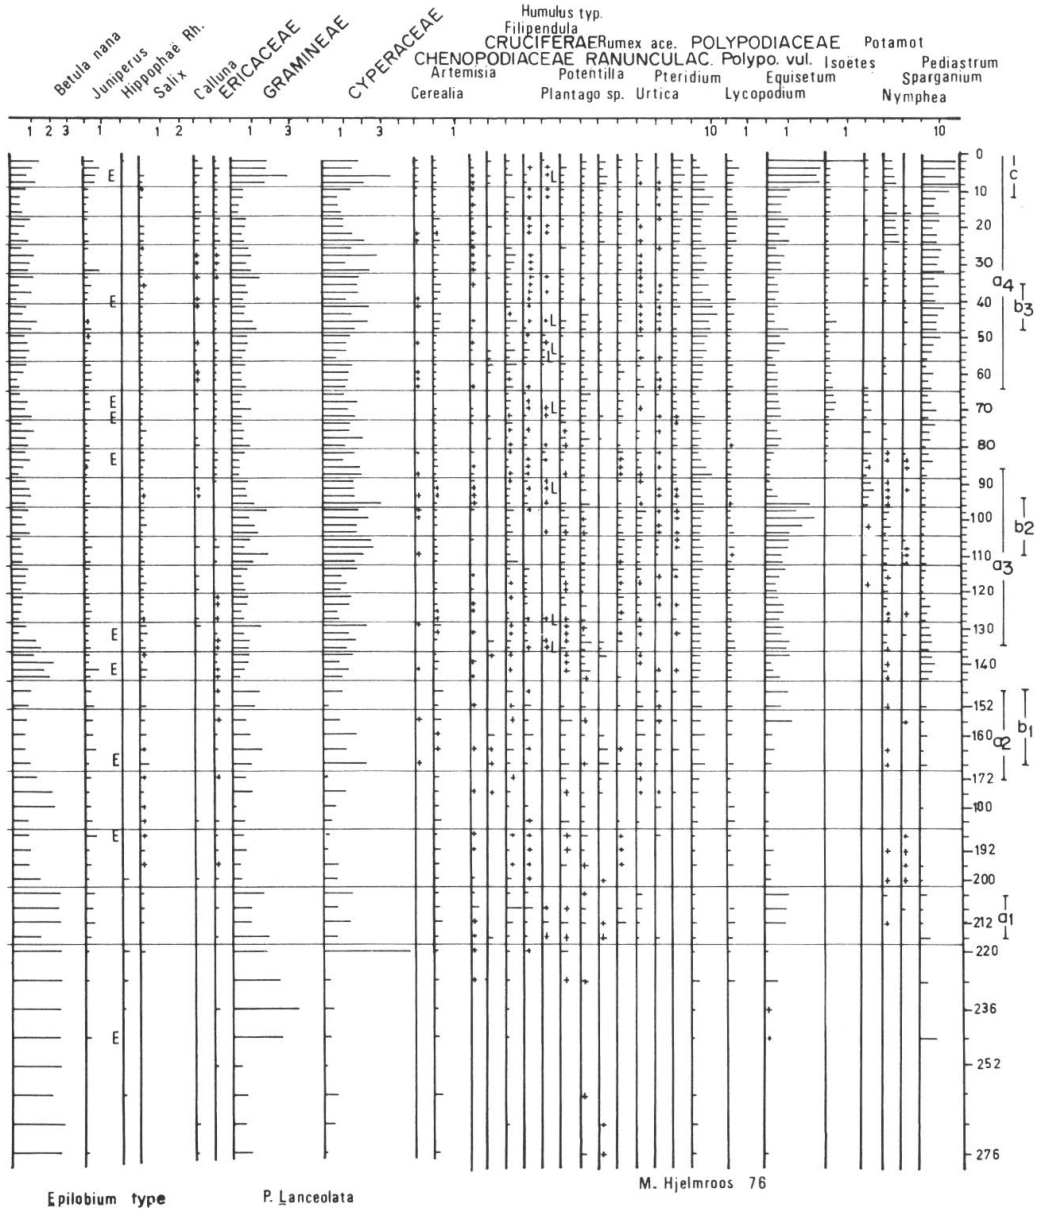 Humulus typ.
Filipendula
CRUCIFERAE Rumex ace. POLYPODIACEAE Potamot
CHENOPODIACEAE RANUNCULAC. Polypo. vul. Isoëtes Pediastrum
Artemisia Potentilla Pteridium Equisetum Sparganium
Cerealia Plantago sp. Urtica Lycopodium Nymphea
Betula nana
Juniperus
Hippophaë Rh.
Salix
Calluna
ERICACEAE
GRAMINEAE
CYPERACEAE
1 2 3 1 1 2 1 3 1 3 1 10 1 1 1 10
0
c
E L
10
20
30
a4
E 40
b3
L
50
L
L
60
E L
70
E
80
E
90
L
100
b2
110
a3
120
L
130
E
L
140
E
152
b1
160
a2
E
172
100
E
192
200
212
a1
220
236
E
252
276
Epilobium type P. Lanceolata M. Hjelmroos 76